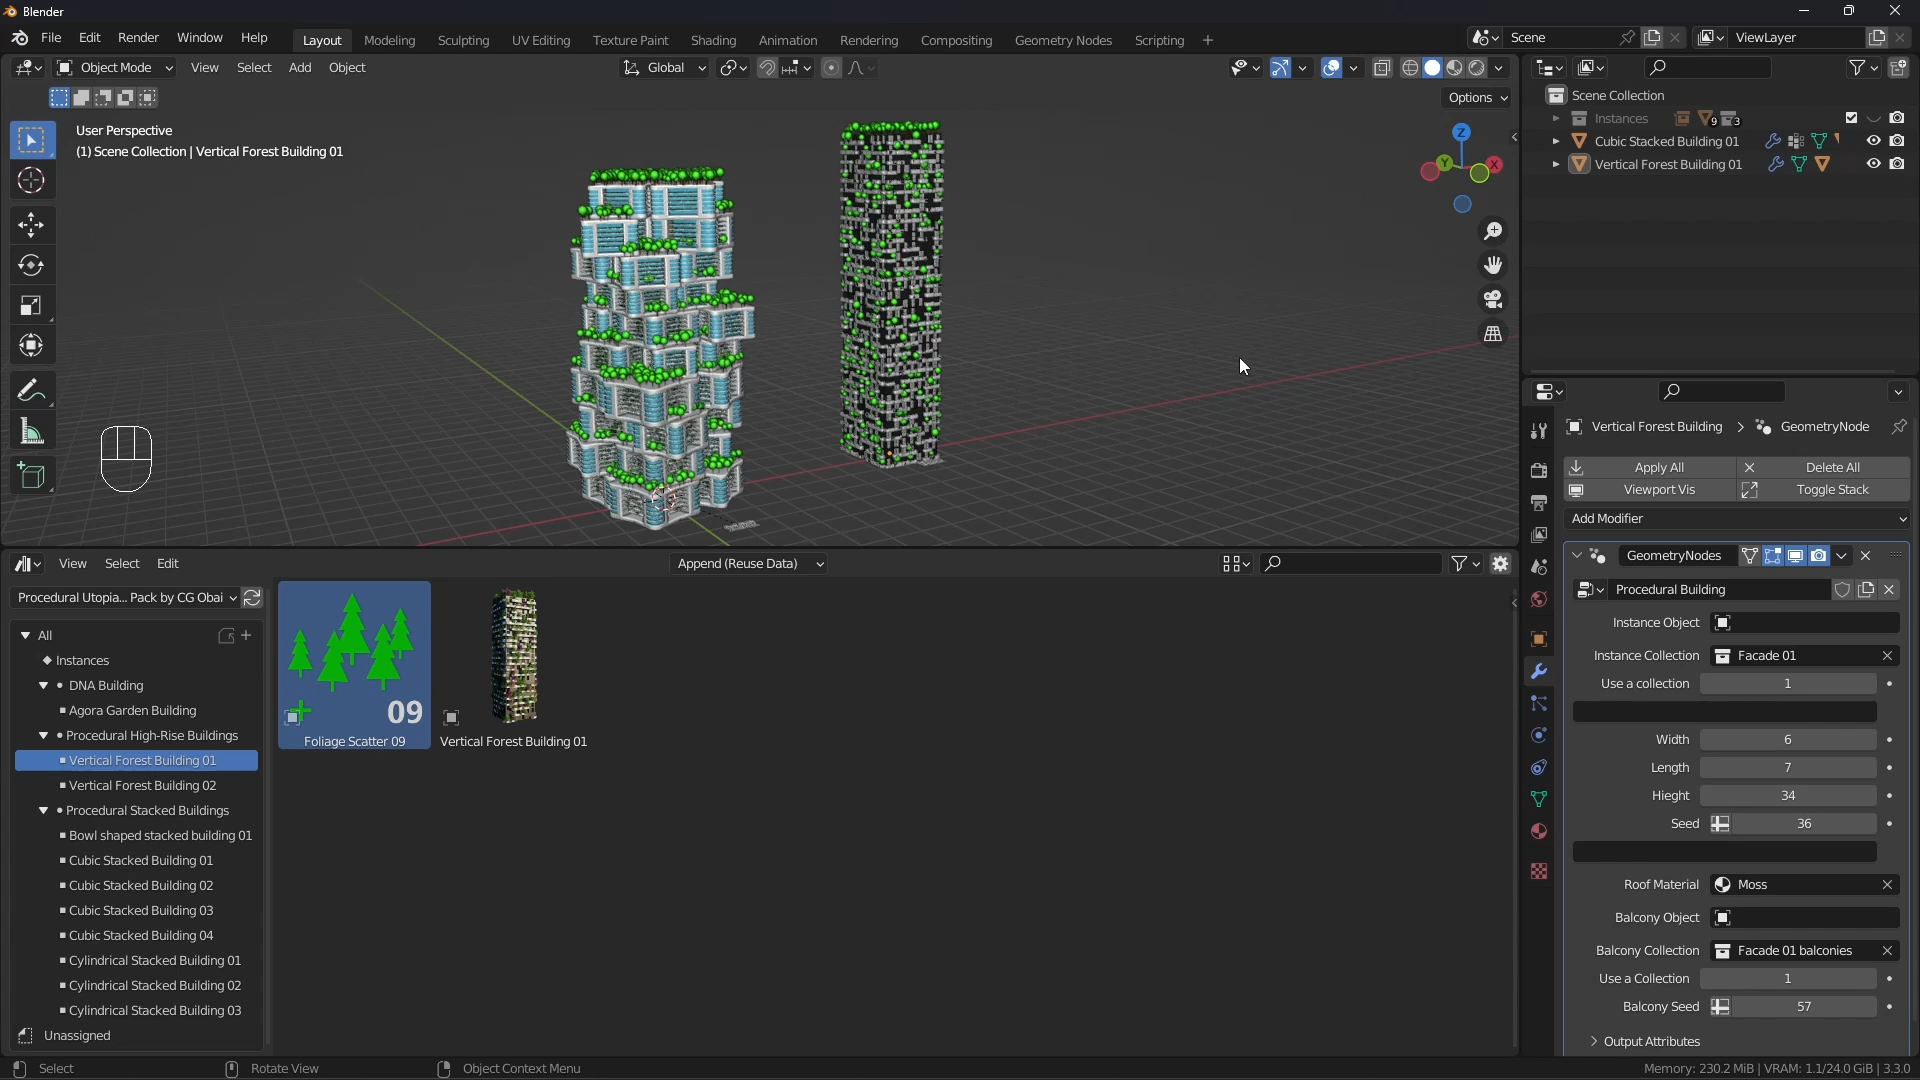 Blender
File Edit Render Window Help Layout Modeling Sculpting UV Editing Texture Paint Shading Animation Rendering Compositing Geometry Nodes Scripting + Scene ViewLayer
Object Mode View Select Add Object Global
Options
User Perspective
(1) Scene Collection | Vertical Forest Building 01
Z
Y
X
Scene Collection
Instances 9 3
Cubic Stacked Building 01
Vertical Forest Building 01
Vertical Forest Building > GeometryNode
Apply All Delete All
Viewport Vis Toggle Stack
Add Modifier
GeometryNodes
Procedural Building
Instance Object
Instance Collection Facade 01
Use a collection 1
Width 6
Length 7
Hieght 34
Seed 36
Roof Material Moss
Balcony Object
Balcony Collection Facade 01 balconies
Use a Collection 1
Balcony Seed 57
Output Attributes
View Select Edit Append (Reuse Data)
Procedural Utopia... Pack by CG Obai
All
Instances
DNA Building
Agora Garden Building
Procedural High-Rise Buildings
Vertical Forest Building 01
Vertical Forest Building 02
Procedural Stacked Buildings
Bowl shaped stacked building 01
Cubic Stacked Building 01
Cubic Stacked Building 02
Cubic Stacked Building 03
Cubic Stacked Building 04
Cylindrical Stacked Building 01
Cylindrical Stacked Building 02
Cylindrical Stacked Building 03
Unassigned
09
Foliage Scatter 09
Vertical Forest Building 01
Select Rotate View Object Context Menu Memory: 230.2 MiB | VRAM: 1.1/24.0 GiB | 3.3.0